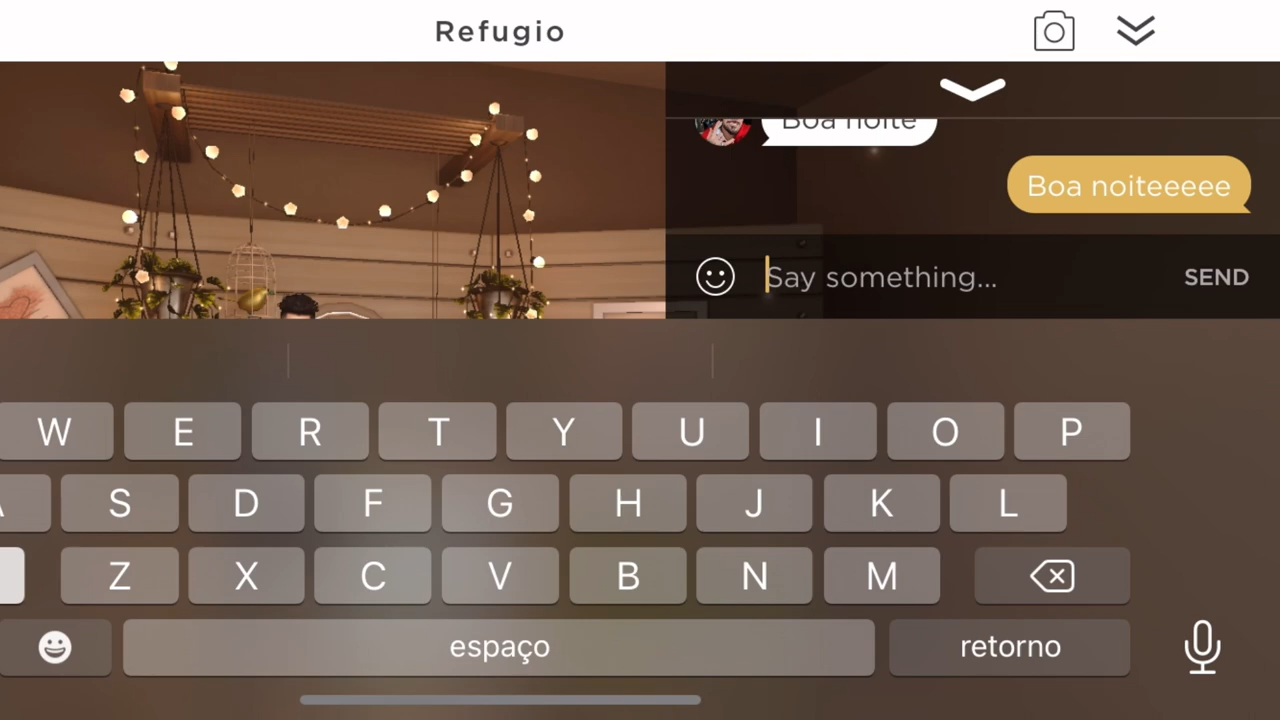 Refugio
Boa noite
Boa noiteeeee
Say something...
SEND
W E R T Y U I O P
A S D F G H J K L
Z X C V B N M
espaço
retorno